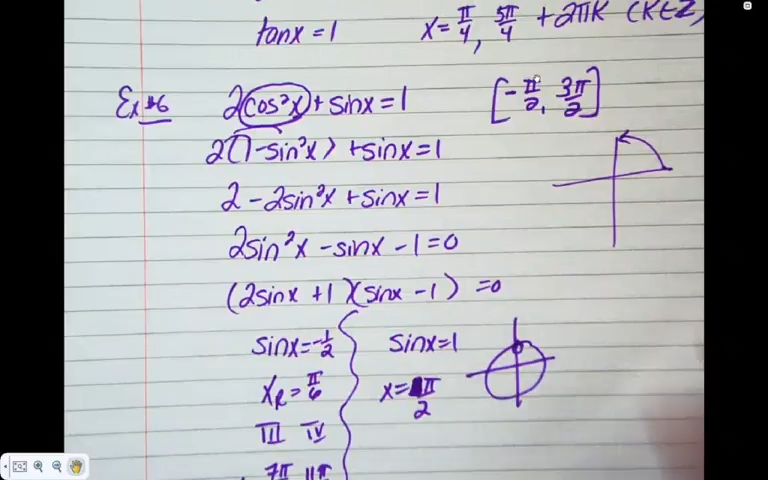 tanx = 1    x = π/4, 5π/4 + 2πK (K∈Z)
Ex #6    2cos²x + sinx = 1    [-π/2, 3π/2]
2(1-sin²x) + sinx = 1
2 - 2sin²x + sinx = 1
2sin²x - sinx - 1 = 0
(2sinx + 1)(sinx - 1) = 0
sinx = -1/2    sinx = 1
xR = π/6    x = π/2
III IV
7π 11π